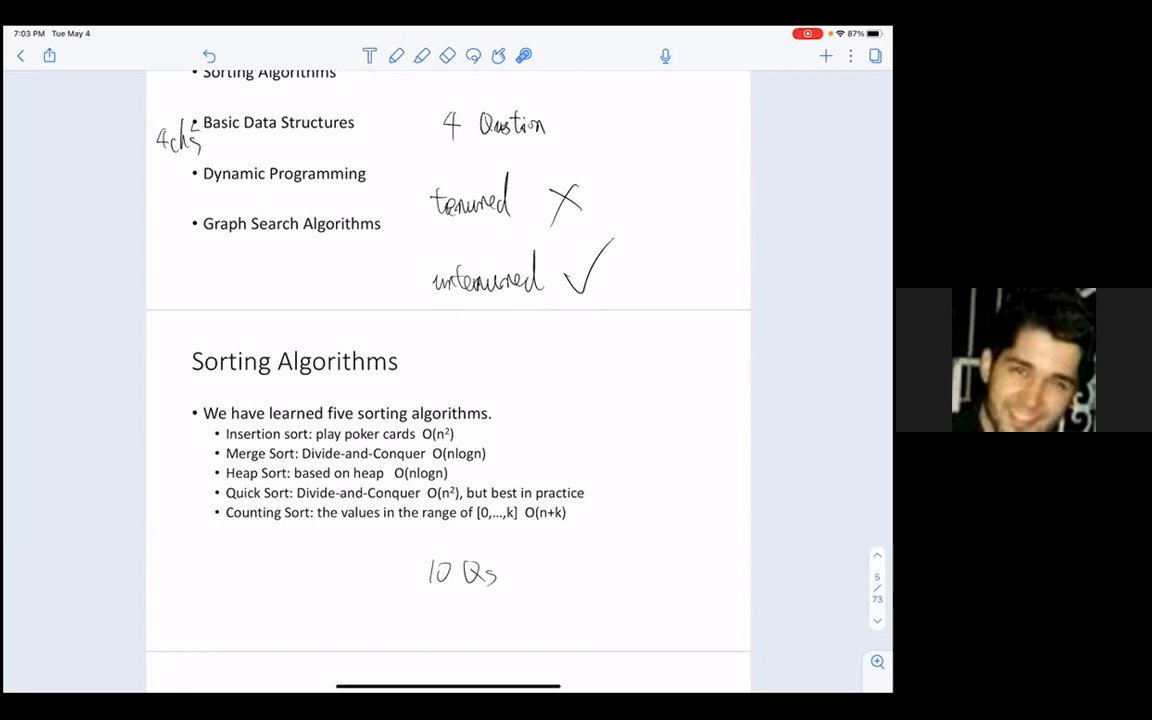 7:03 PM Tue May 4
87%
• Sorting Algorithms
• Basic Data Structures
4 Qustion
4chs
• Dynamic Programming
tenured X
• Graph Search Algorithms
untenured ✓
Sorting Algorithms
• We have learned five sorting algorithms.
• Insertion sort: play poker cards O(n²)
• Merge Sort: Divide-and-Conquer O(nlogn)
• Heap Sort: based on heap O(nlogn)
• Quick Sort: Divide-and-Conquer O(n²), but best in practice
• Counting Sort: the values in the range of [0,...,k] O(n+k)
10 Qs
5
/
73